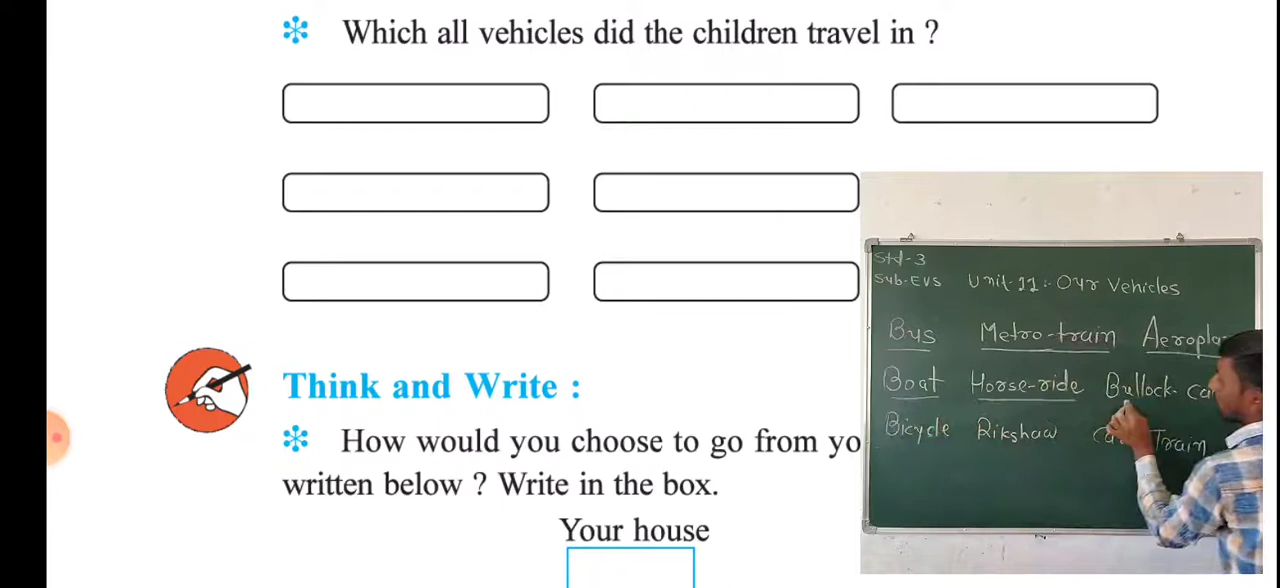 Which all vehicles did the children travel in ?
Think and Write :
How would you choose to go from yo
written below ? Write in the box.
Your house
Std-3
Sub-EVS Unit-11:- Our Vehicles
Bus Metro-train Aeropla
Boat Horse-ride Bullock-ca
Bicycle Rikshaw Train